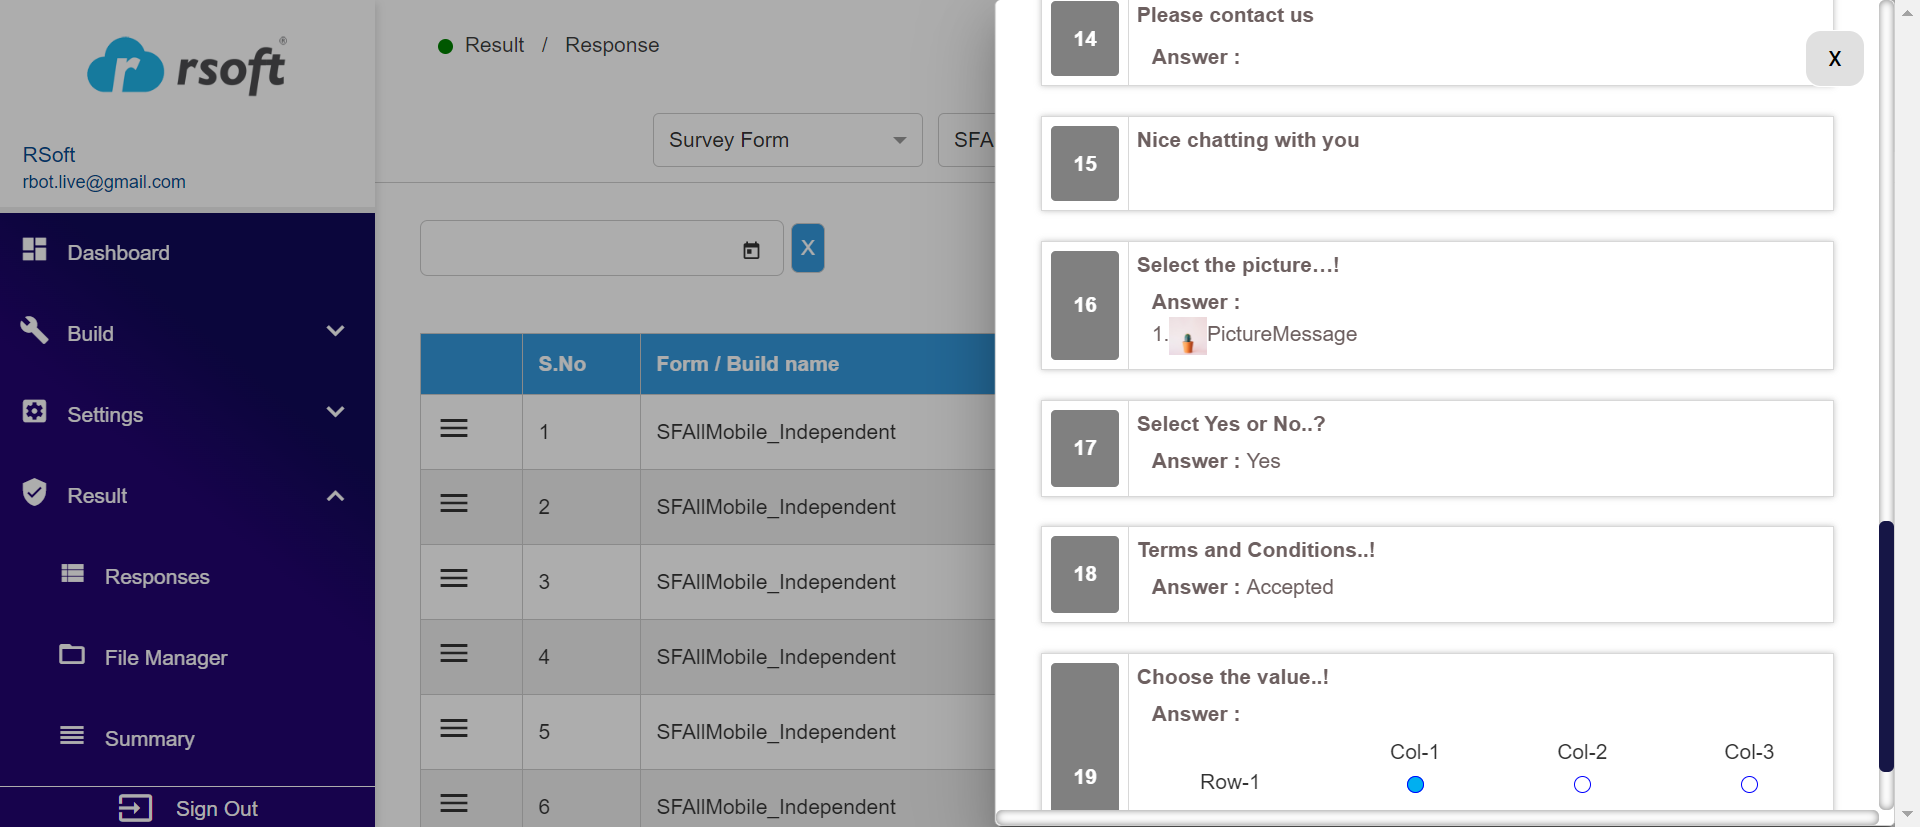 rsoft®
RSoft
rbot.live@gmail.com
Dashboard
Build
Settings
Result
Responses
File Manager
Summary
Sign Out
Result / Response
Survey Form
SFA
X
S.No
Form / Build name
1
SFAllMobile_Independent
2
SFAllMobile_Independent
3
SFAllMobile_Independent
4
SFAllMobile_Independent
5
SFAllMobile_Independent
6
SFAllMobile_Independent
X
14
Please contact us
Answer :
15
Nice chatting with you
16
Select the picture...!
Answer :
1. PictureMessage
17
Select Yes or No..?
Answer : Yes
18
Terms and Conditions..!
Answer : Accepted
19
Choose the value..!
Answer :
Col-1 Col-2 Col-3
Row-1